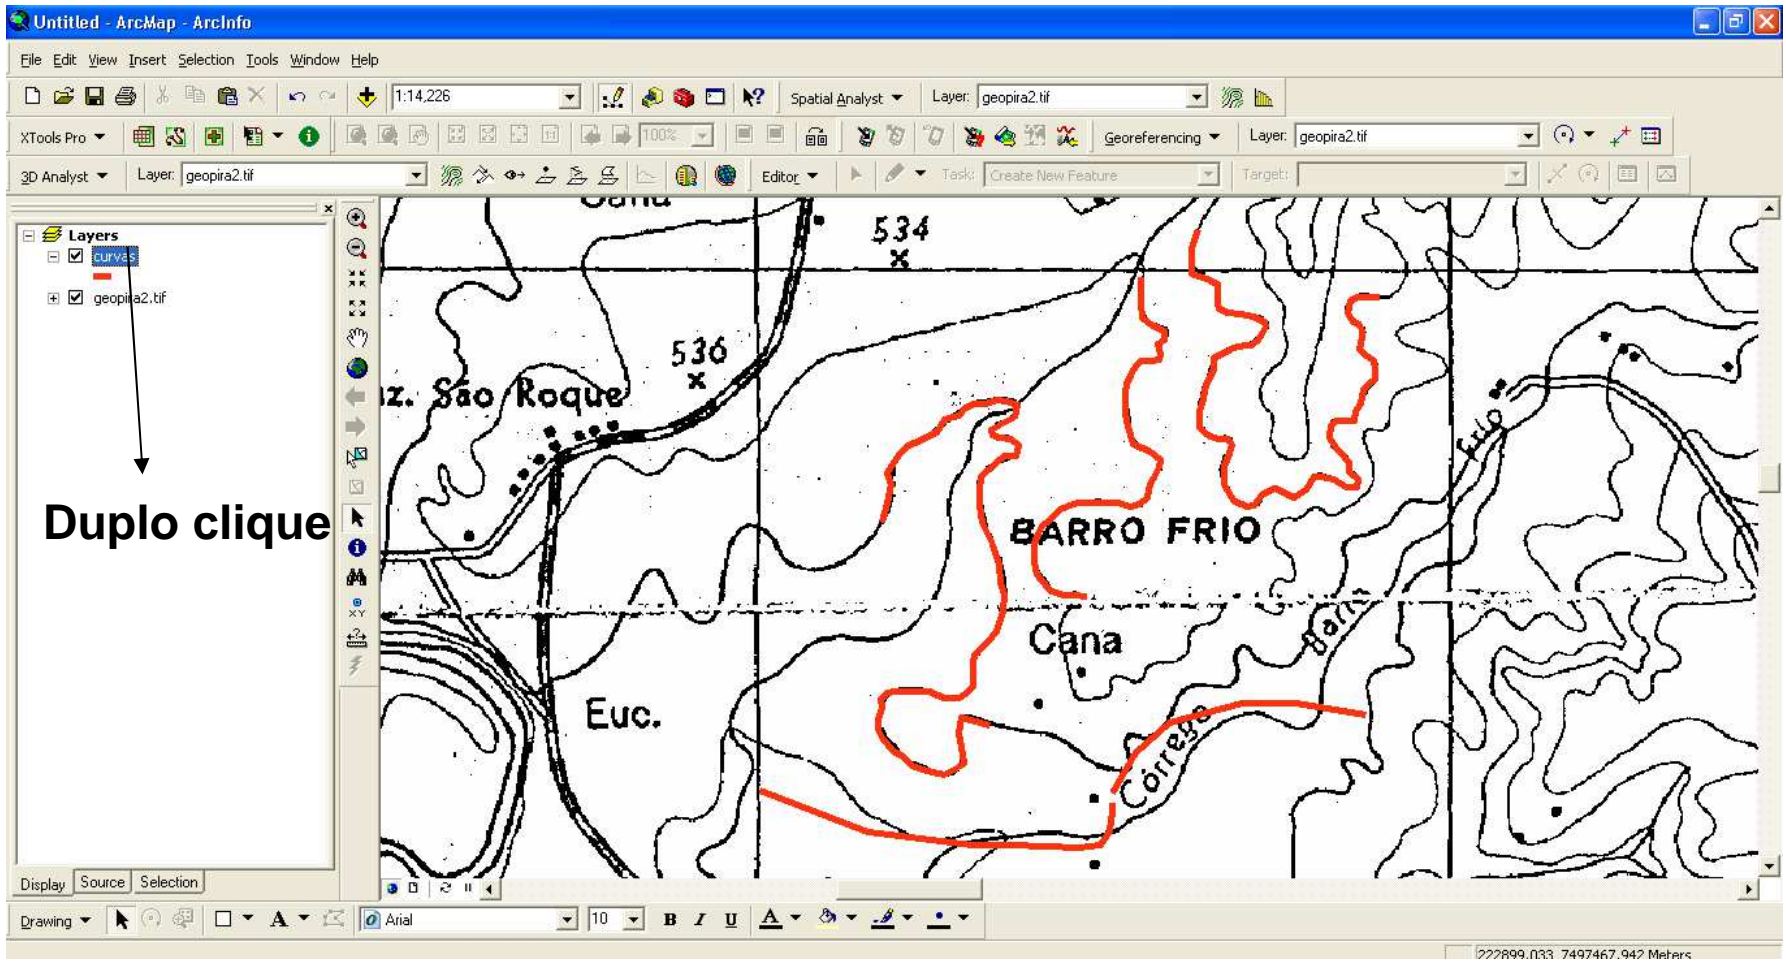 Untitled - ArcMap - ArcInfo
File Edit View Insert Selection Tools Window Help
1:14,226 Spatial Analyst Layer: geopira2.tif
XTools Pro 100% Georeferencing Layer: geopira2.tif
3D Analyst Layer: geopira2.tif Editor Task: Create New Feature Target:
Layers
curvas
geopira2.tif
534
536
São Roque
Frio
Duplo clique
BARRO FRIO
Cana
Barro
Euc.
Córrego
Display Source Selection
Drawing A Arial 10 B I U A
222899,033 7497467,942 Meters